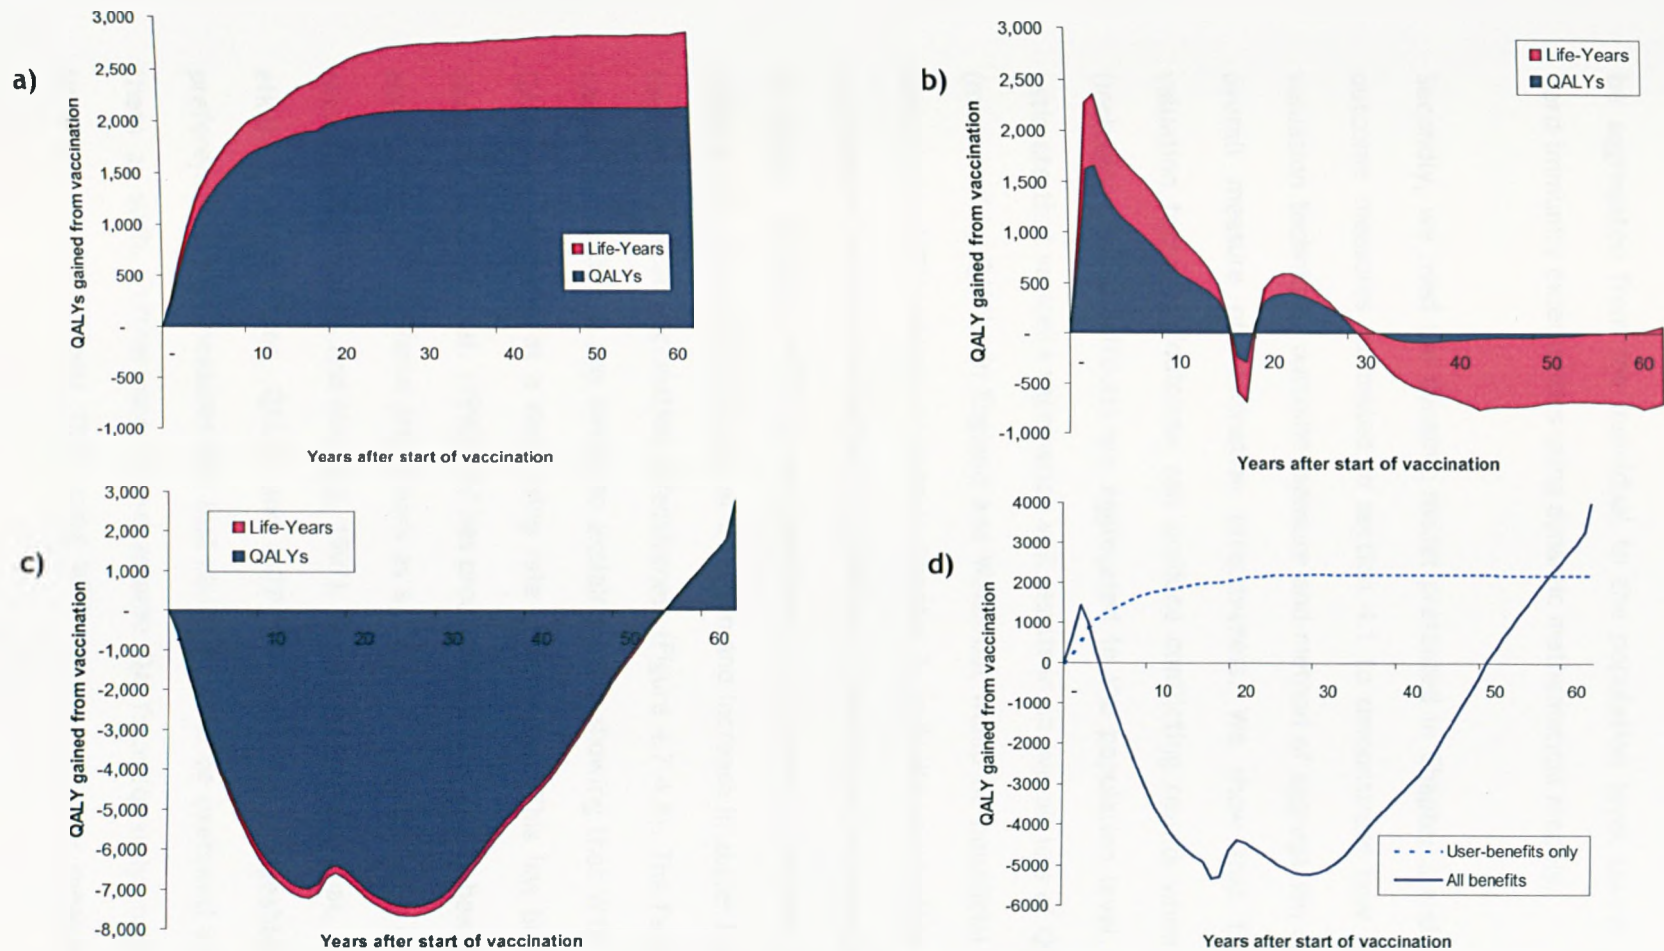 a)
QALYs gained from vaccination
3,000
2,500
2,000
1,500
1,000
500
-
-500
-1,000
- 10 20 30 40 50 60
Life-Years
QALYs
Years after start of vaccination
b)
QALY gained from vaccination
3,000
2,500
2,000
1,500
1,000
500
-
-500
-1,000
- 10 20 30 40 50 60
Life-Years
QALYs
Years after start of vaccination
c)
QALY gained from vaccination
3,000
2,000
1,000
-
-1,000
-2,000
-3,000
-4,000
-5,000
-6,000
-7,000
-8,000
- 10 20 30 40 50 60
Life-Years
QALYs
Years after start of vaccination
d)
QALY gained from vaccination
4000
3000
2000
1000
0
-1000
-2000
-3000
-4000
-5000
-6000
- 10 20 30 40 50 60
User-benefits only
All benefits
Years after start of vaccination